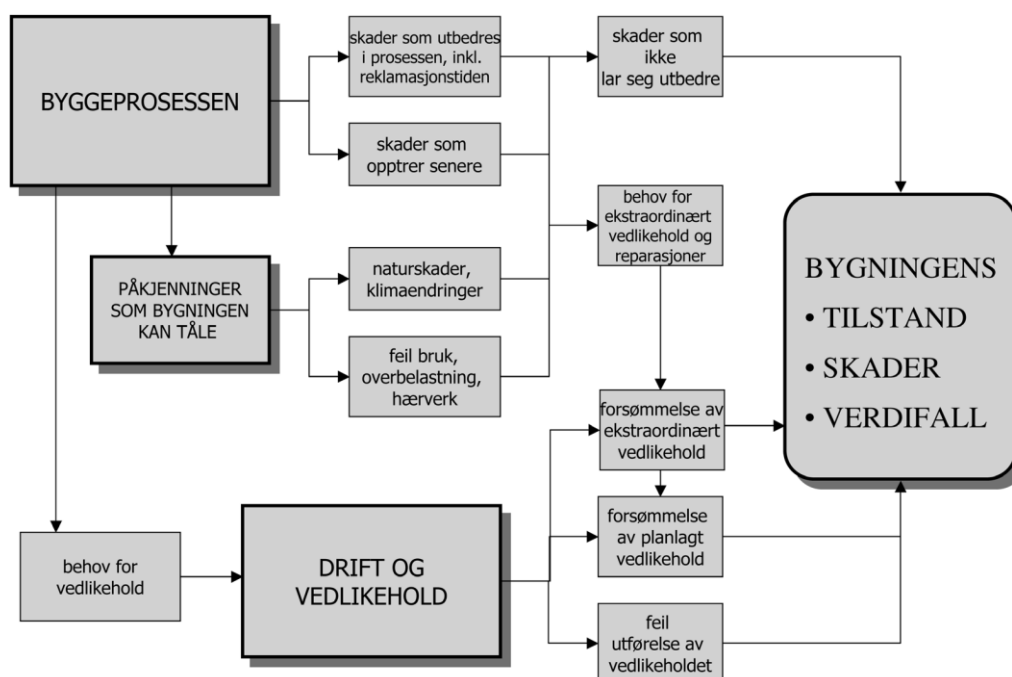 BYGGEPROSESSEN
skader som utbedres
i prosessen, inkl.
reklamasjonstiden
skader som
ikke
lar seg utbedre
skader som
opptrer senere
behov for
ekstraordinært
vedlikehold og
reparasjoner
PÅKJENNINGER
SOM BYGNINGEN
KAN TÅLE
naturskader,
klimaendringer
feil bruk,
overbelastning,
hærverk
BYGNINGENS
• TILSTAND
• SKADER
• VERDIFALL
forsømmelse av
ekstraordinært
vedlikehold
behov for
vedlikehold
DRIFT OG
VEDLIKEHOLD
forsømmelse
av planlagt
vedlikehold
feil
utførelse av
vedlikeholdet